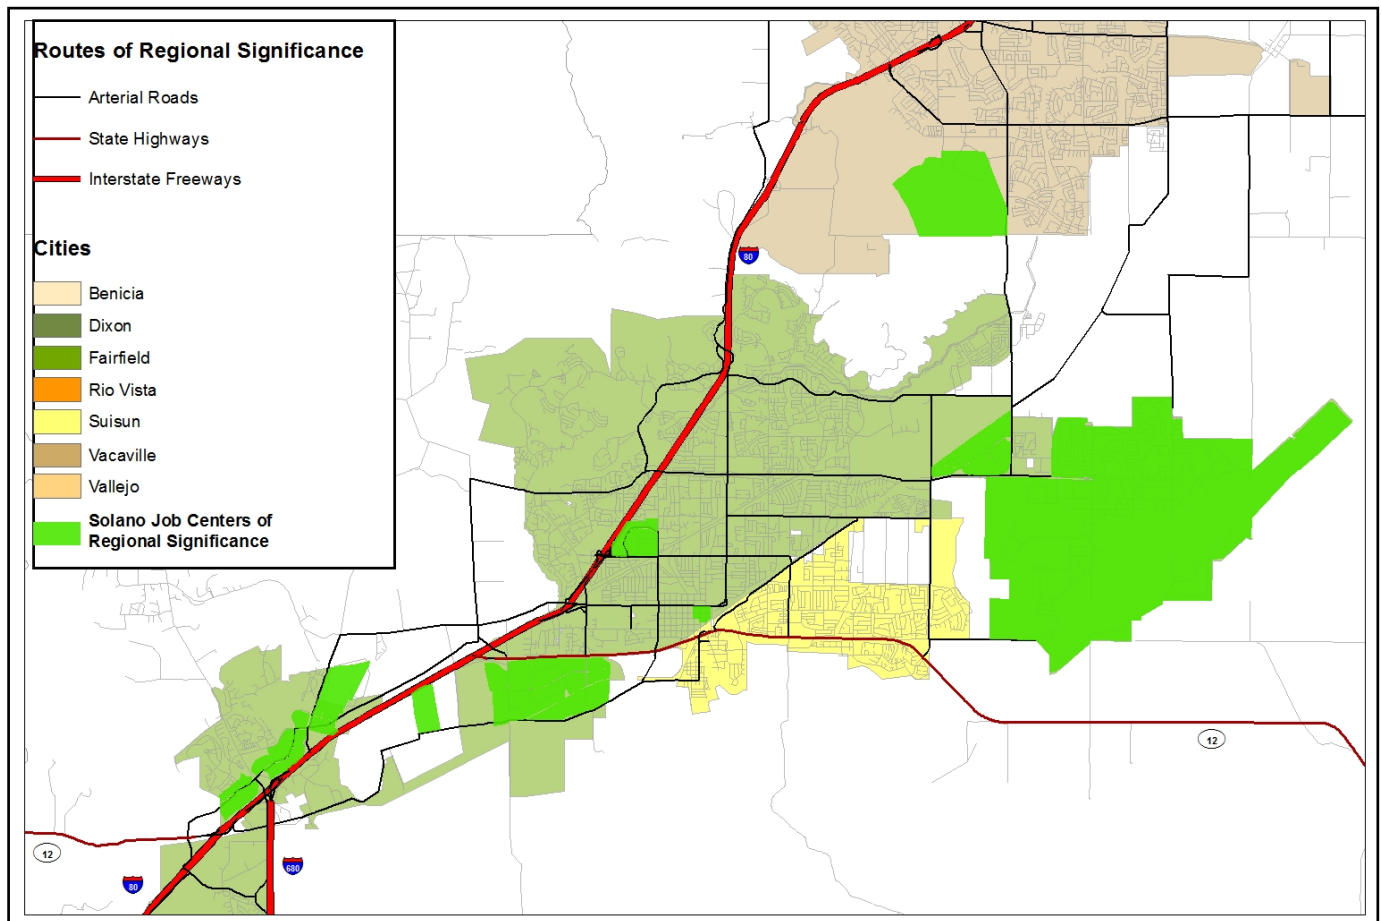 Routes of Regional Significance
Arterial Roads
State Highways
Interstate Freeways
Cities
Benicia
Dixon
Fairfield
Rio Vista
Suisun
Vacaville
Vallejo
Solano Job Centers of
Regional Significance
80
12
12
680
80